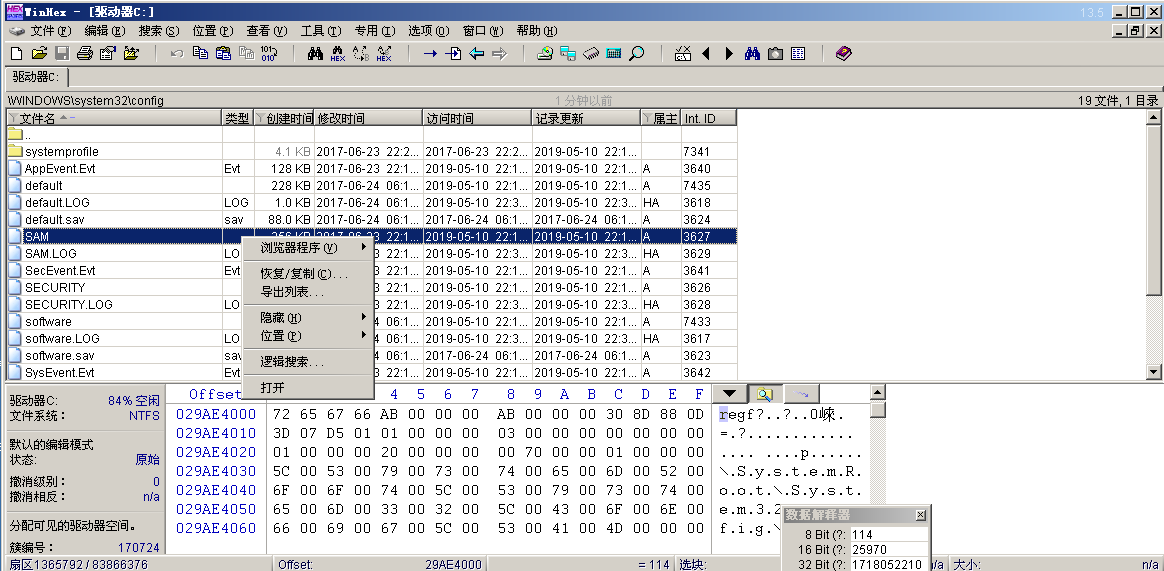 WinHex - [驱动器C:] 13.5
文件(F) 编辑(E) 搜索(S) 位置(P) 查看(V) 工具(T) 专用(I) 选项(O) 窗口(W) 帮助(H)
驱动器C:
\WINDOWS\system32\config 1 分钟以前 19 文件, 1 目录
文件名 类型 创建时间 修改时间 访问时间 记录更新 属主 Int. ID
..
systemprofile 4.1 KB 2017-06-23 22:2... 2017-06-23 22:2... 2019-05-10 22:1... 7341
AppEvent.Evt Evt 128 KB 2017-06-23 22:1... 2019-05-10 22:1... 2019-05-10 22:1... A 3640
default 228 KB 2017-06-24 06:1... 2019-05-10 22:1... 2019-05-10 22:1... A 7435
default.LOG LOG 1.0 KB 2017-06-24 06:1... 2019-05-10 22:1... 2019-05-10 22:1... HA 3618
default.sav sav 88.0 KB 2017-06-24 06:1... 2017-06-24 06:1... 2019-05-10 22:1... A 3624
SAM 256 KB 2017-06-23 22:1... 2019-05-10 22:1... 2019-05-10 22:1... A 3627
SAM.LOG LO 22:1... 2019-05-10 22:3... 2019-05-10 22:3... HA 3629
SecEvent.Evt Evt 22:1... 2019-05-10 22:1... 2019-05-10 22:1... A 3641
SECURITY 22:1... 2019-05-10 22:1... 2019-05-10 22:1... A 3626
SECURITY.LOG LO 22:1... 2019-05-10 22:3... 2019-05-10 22:3... HA 3628
software 4 06:1... 2019-05-10 22:1... 2019-05-10 22:1... A 7433
software.LOG LO 4 06:1... 2019-05-10 22:3... 2019-05-10 22:3... HA 3617
software.sav sav 4 06:1... 2017-06-24 06:1... 2019-05-10 22:1... A 3623
SysEvent.Evt Evt 22:1... 2019-05-10 22:1... 2019-05-10 22:1... A 3642
浏览器程序(V)
恢复/复制(C)...
导出列表...
隐藏(H)
位置(P)
逻辑搜索...
打开
驱动器C: 84% 空闲
文件系统: NTFS
默认的编辑模式
状态: 原始
撤消级别: 0
撤消相反: n/a
分配可见的驱动器空间。
簇编号: 170724
Offset 4 5 6 7 8 9 A B C D E F
029AE4000 72 65 67 66 AB 00 00 00 AB 00 00 00 30 8D 88 0D regf?..?..0崍.
029AE4010 3D 07 D5 01 01 00 00 00 03 00 00 00 00 00 00 00 =.?............
029AE4020 01 00 00 00 20 00 00 00 00 70 00 00 01 00 00 00 .... ....p......
029AE4030 5C 00 53 00 79 00 73 00 74 00 65 00 6D 00 52 00 \.S.y.s.t.e.m.R.
029AE4040 6F 00 6F 00 74 00 5C 00 53 00 79 00 73 00 74 00 o.o.t.\.S.y.s.t.
029AE4050 65 00 6D 00 33 00 32 00 5C 00 43 00 6F 00 6E 00 e.m.3.2
029AE4060 66 00 69 00 67 00 5C 00 53 00 41 00 4D 00 00 00 f.i.g.\
数据解释器
8 Bit (?: 114
16 Bit (?: 25970
32 Bit (?: 1718052210
扇区1365792 / 83866376 Offset: 29AE4000 = 114 选块: n/a 大小: n/a